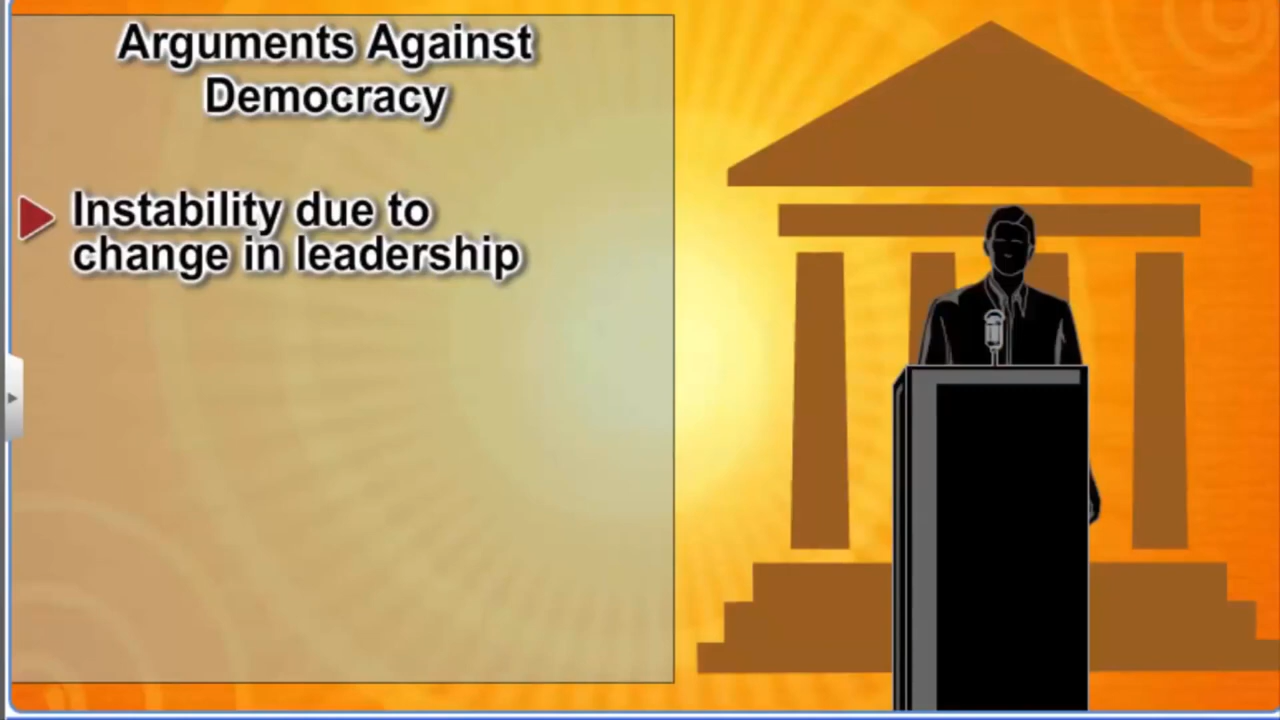 Arguments Against
Democracy
Instability due to
change in leadership